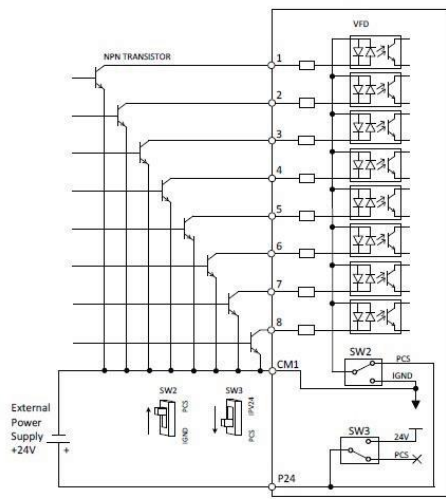 VFD
NPN TRANSISTOR
1
2
3
4
5
6
7
8
CM1
SW2
PCS
IGND
SW2
PCS
IGND
SW3
IPV24
PCS
External
Power
Supply
+24V
+
SW3
24V
PCS
P24